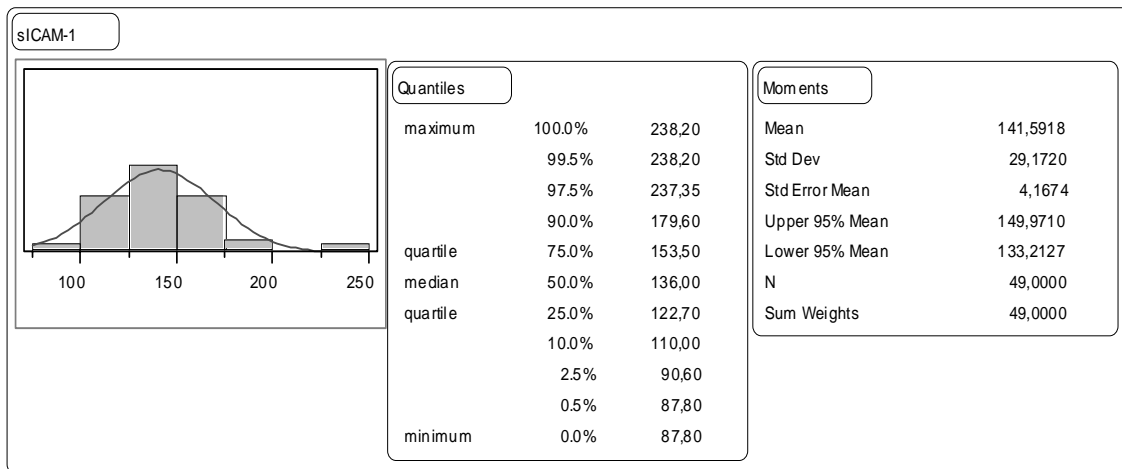 sICAM-1
100 150 200 250
Quantiles
maximum 100.0% 238,20
99.5% 238,20
97.5% 237,35
90.0% 179,60
quartile 75.0% 153,50
median 50.0% 136,00
quartile 25.0% 122,70
10.0% 110,00
2.5% 90,60
0.5% 87,80
minimum 0.0% 87,80
Moments
Mean 141,5918
Std Dev 29,1720
Std Error Mean 4,1674
Upper 95% Mean 149,9710
Lower 95% Mean 133,2127
N 49,0000
Sum Weights 49,0000